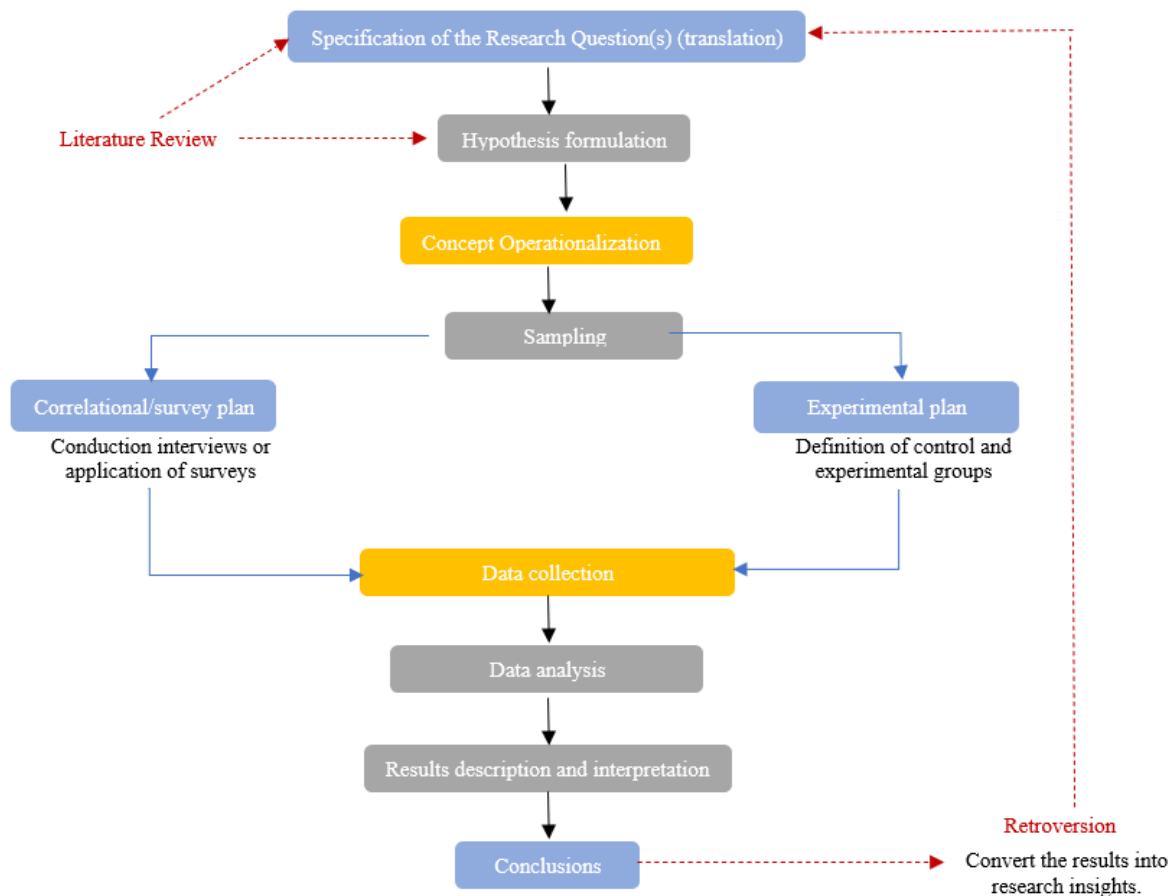 Specification of the Research Question(s) (translation)
Literature Review
Hypothesis formulation
Concept Operationalization
Sampling
Correlational/survey plan
Conduction interviews or
application of surveys
Experimental plan
Definition of control and
experimental groups
Data collection
Data analysis
Results description and interpretation
Conclusions
Retroversion
Convert the results into
research insights.